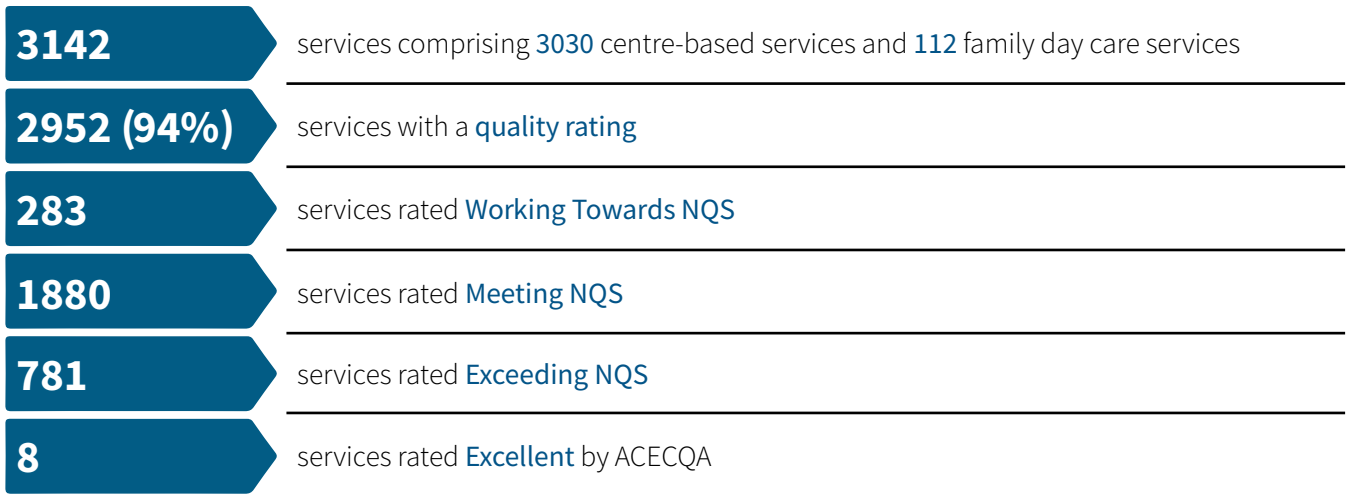 3142 services comprising 3030 centre-based services and 112 family day care services
2952 (94%) services with a quality rating
283 services rated Working Towards NQS
1880 services rated Meeting NQS
781 services rated Exceeding NQS
8 services rated Excellent by ACECQA